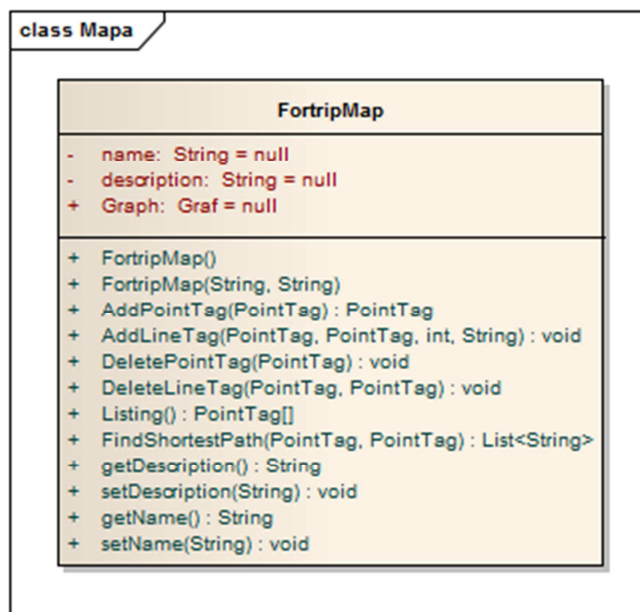 class Mapa
FortripMap
- name: String = null
- description: String = null
+ Graph: Graf = null
+ FortripMap()
+ FortripMap(String, String)
+ AddPointTag(PointTag) : PointTag
+ AddLineTag(PointTag, PointTag, int, String) : void
+ DeletePointTag(PointTag) : void
+ DeleteLineTag(PointTag, PointTag) : void
+ Listing() : PointTag[]
+ FindShortestPath(PointTag, PointTag) : List<String>
+ getDescription() : String
+ setDescription(String) : void
+ getName() : String
+ setName(String) : void